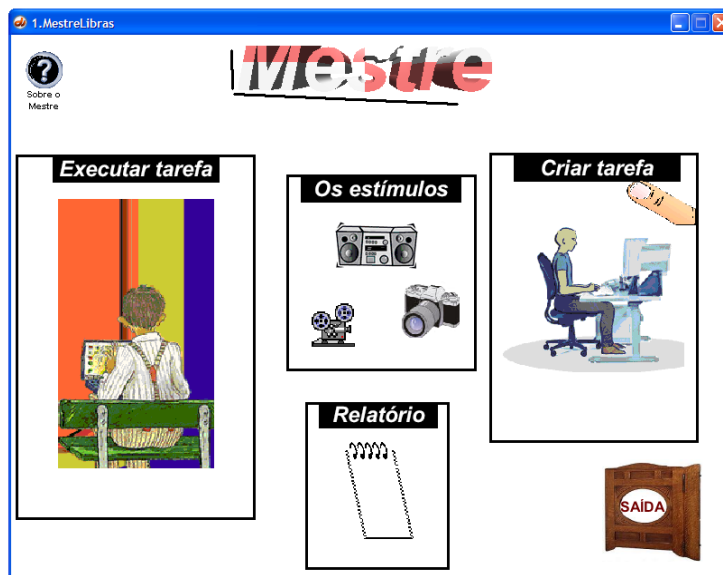 1.MestreLibras
Sobre o
Mestre
Mestre
Executar tarefa
Os estímulos
Criar tarefa
Relatório
SAÍDA